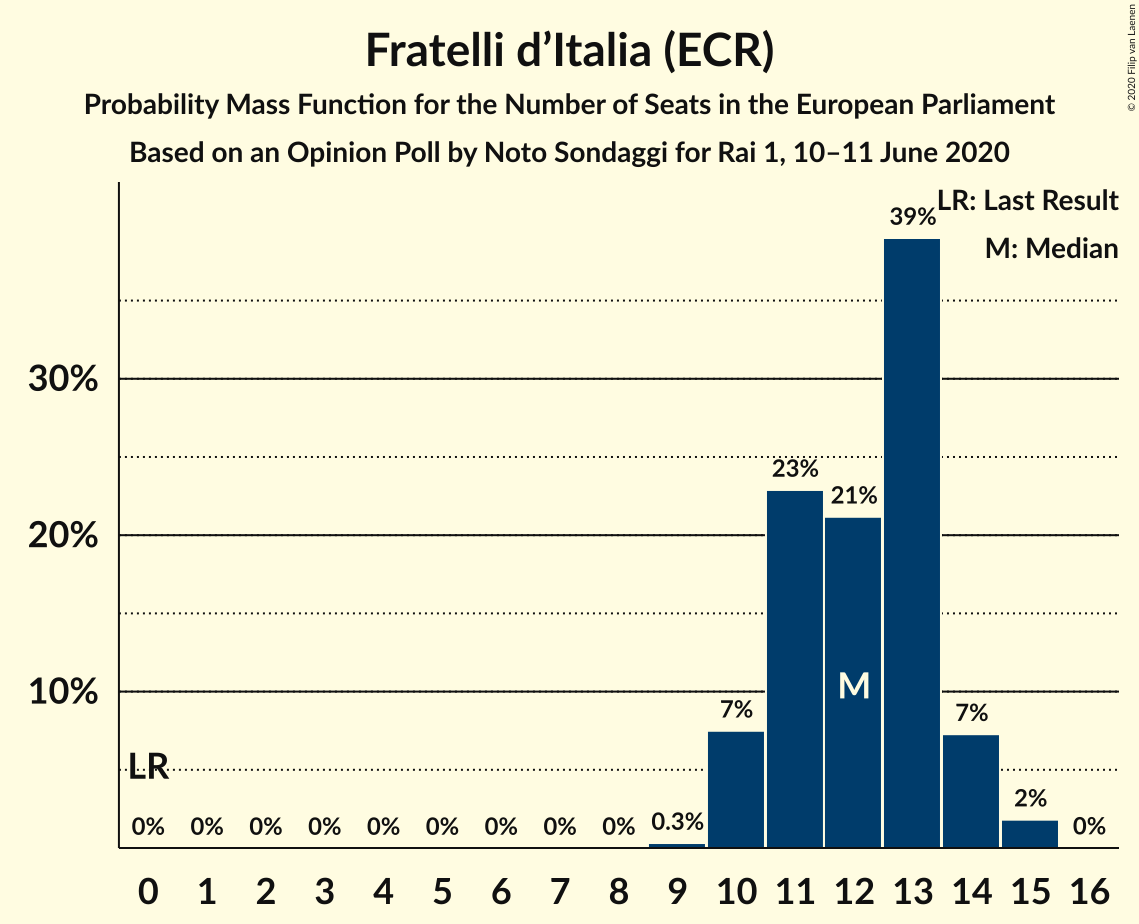 Fratelli d’Italia (ECR)
Probability Mass Function for the Number of Seats in the European Parliament
Based on an Opinion Poll by Noto Sondaggi for Rai 1, 10–11 June 2020
© 2020 Filip van Laenen
LR: Last Result
M: Median
39%
30%
23%
21%
20%
10%
M
7%
7%
LR
0% 0% 0% 0% 0% 0% 0% 0% 0% 0.3% 2% 0%
0 1 2 3 4 5 6 7 8 9 10 11 12 13 14 15 16